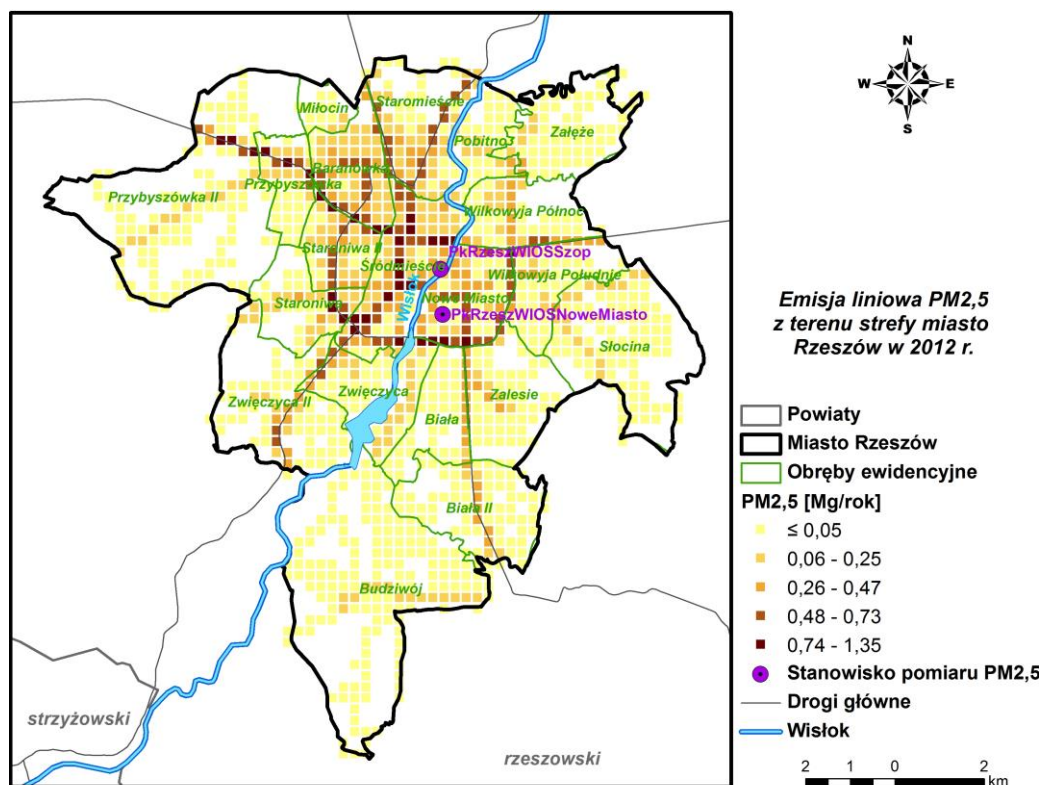 N
W E
S
Miłocin
Staromieście
Pobitno
Załęże
Baranówka
Przybyszówka
Przybyszówka II
Wilkowyja Północ
Staroniwa II
PkRzeszWIOSSzop
Śródmieście
Wilkowyja Południe
Nowe Miasto
Staroniwa
Wisłok
PkRzeszWIOSNoweMiasto
Słocina
Zwięczyca
Zwięczyca II
Biała
Zalesie
Biała II
Budziwój
strzyżowski
rzeszowski
Emisja liniowa PM2,5
z terenu strefy miasto
Rzeszów w 2012 r.
Powiaty
Miasto Rzeszów
Obręby ewidencyjne
PM2,5 [Mg/rok]
≤ 0,05
0,06 - 0,25
0,26 - 0,47
0,48 - 0,73
0,74 - 1,35
Stanowisko pomiaru PM2,5
Drogi główne
Wisłok
2 1 0 2
km